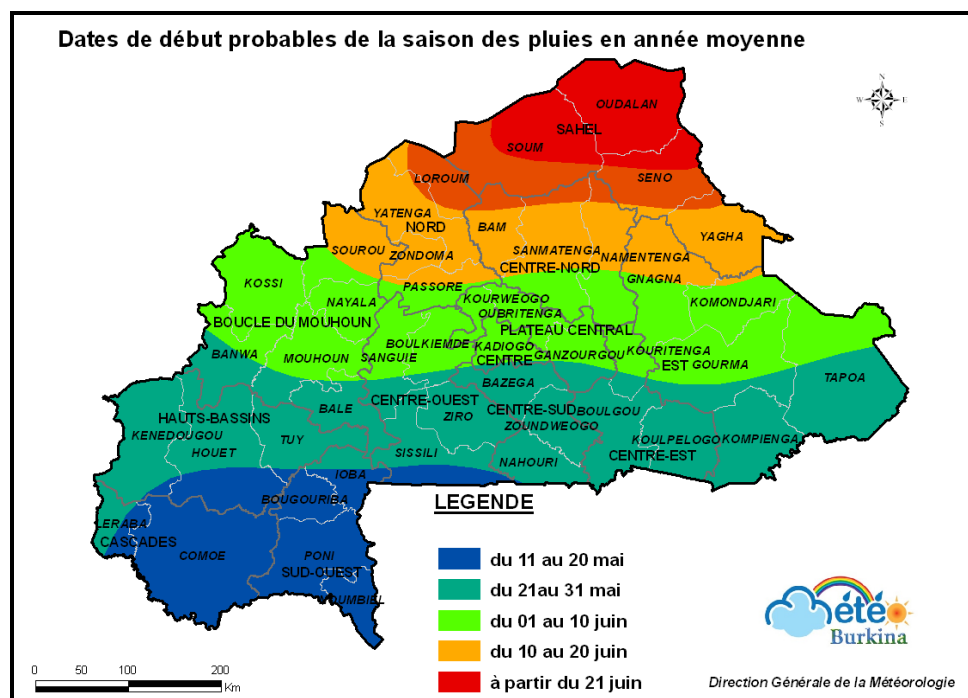 Dates de début probables de la saison des pluies en année moyenne
N
W E
S
OUDALAN
SAHEL
SOUM
LOROUM
SENO
YATENGA
NORD
BAM
YAGHA
SOUROU
ZONDOMA
SANMATENGA
NAMENTENGA
CENTRE-NORD
GNAGNA
KOSSI
PASSORE
NAYALA
KOURWEOGO
KOMONDJARI
OUBRITENGA
BOUCLE DU MOUHOUN
PLATEAU CENTRAL
BOULKIEMDE
KADIOGO
BANWA
MOUHOUN
SANGUIE
CENTRE
GANZOURGOU
KOURITENGA
EST
GOURMA
TAPOA
BAZEGA
CENTRE-OUEST
BALE
ZIRO
CENTRE-SUD
BOULGOU
HAUTS-BASSINS
ZOUNDWEOGO
KENEDOUGOU
TUY
HOUET
SISSILI
KOULPELOGO
KOMPIENGA
CENTRE-EST
NAHOURI
IOBA
BOUGOURIBA
LERABA
CASCADES
COMOE
PONI
SUD-OUEST
NOUMBIEL
LEGENDE
du 11 au 20 mai
du 21au 31 mai
du 01 au 10 juin
du 10 au 20 juin
à partir du 21 juin
0 50 100 200
Km
Météo
Burkina
Direction Générale de la Météorologie